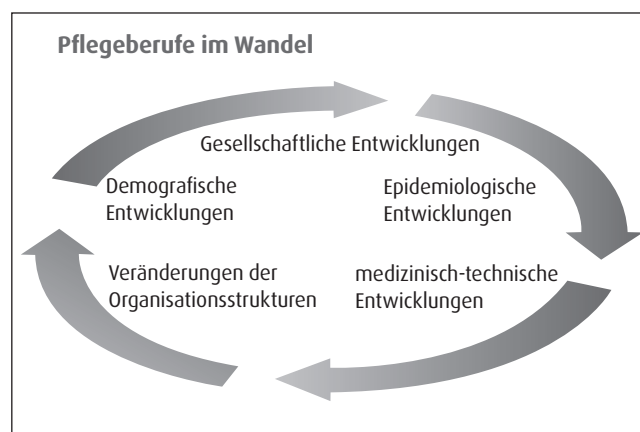 Pflegeberufe im Wandel
Gesellschaftliche Entwicklungen
Demografische
Entwicklungen
Epidemiologische
Entwicklungen
Veränderungen der
Organisationsstrukturen
medizinisch-technische
Entwicklungen